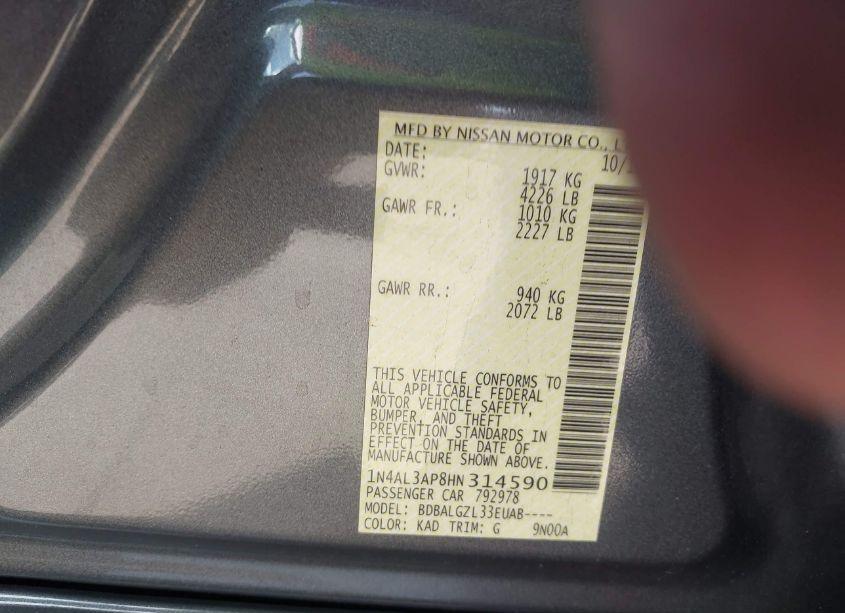 MFD BY NISSAN MOTOR CO., L
DATE: 10/
GVWR: 1917 KG
4226 LB
GAWR FR.: 1010 KG
2227 LB
GAWR RR.: 940 KG
2072 LB
THIS VEHICLE CONFORMS TO
ALL APPLICABLE FEDERAL
MOTOR VEHICLE SAFETY,
BUMPER, AND THEFT
PREVENTION STANDARDS IN
EFFECT ON THE DATE OF
MANUFACTURE SHOWN ABOVE.
1N4AL3AP8HN314590
PASSENGER CAR 792978
MODEL: BDBALGZL33EUAB----
COLOR: KAD TRIM: G 9N00A